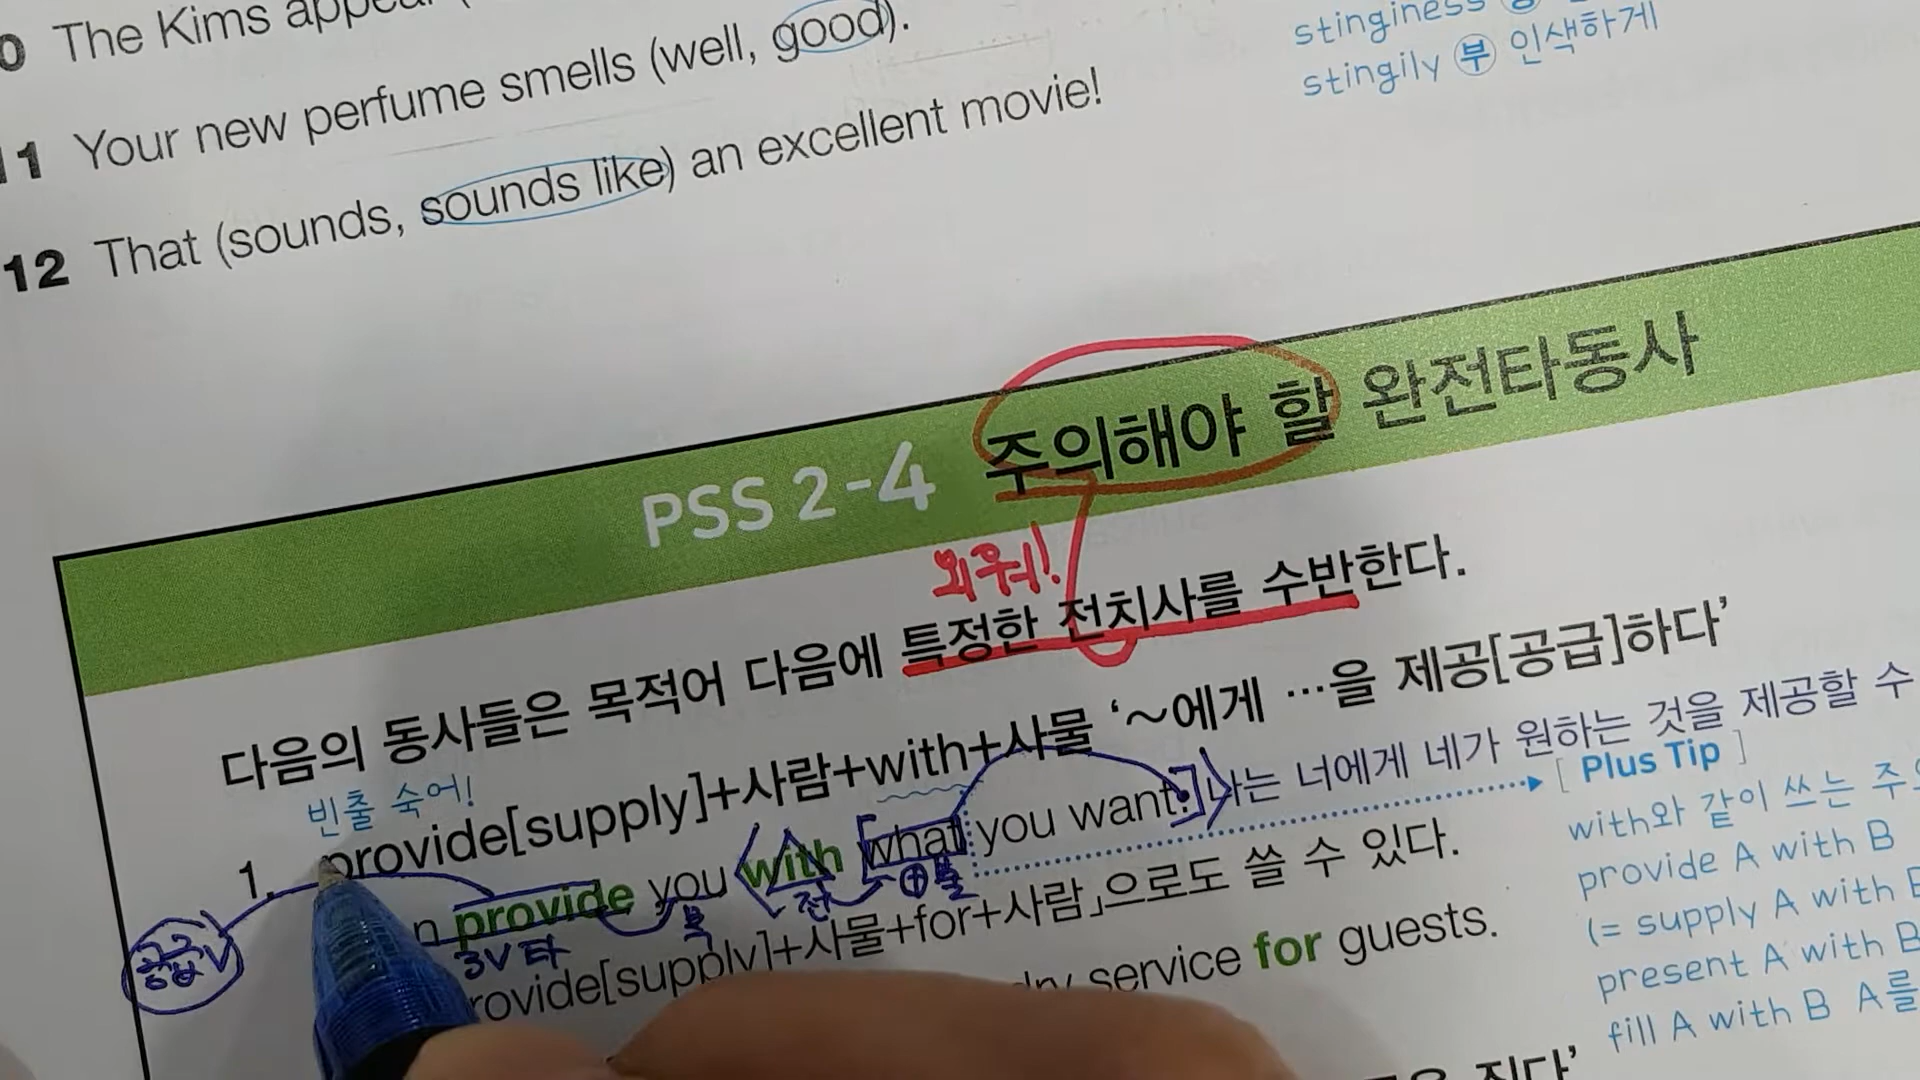 0 The Kims appear
stinginess
11 Your new perfume smells (well, good).
stingily 부 인색하게
12 That (sounds, sounds like) an excellent movie!
PSS 2-4 주의해야 할 완전타동사
외워!
다음의 동사들은 목적어 다음에 특정한 전치사를 수반한다.
빈출 숙어!
1. provide[supply]+사람+with+사물 '~에게 …을 제공[공급]하다'
n provide you with what you want. 나는 너에게 네가 원하는 것을 제공할 수
공급V
3V타
목
전
[ Plus Tip ]
rovide[supply]+사물+for+사람」으로도 쓸 수 있다.
with와 같이 쓰는 주
service for guests.
provide A with B
(= supply A with B
present A with B
fill A with B A를